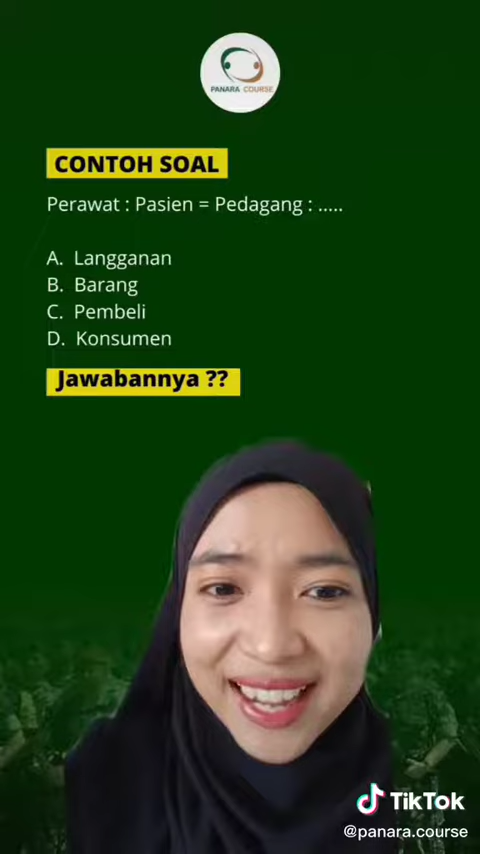 PANARA COURSE
CONTOH SOAL
Perawat : Pasien = Pedagang : .....
A. Langganan
B. Barang
C. Pembeli
D. Konsumen
Jawabannya ??
TikTok
@panara.course